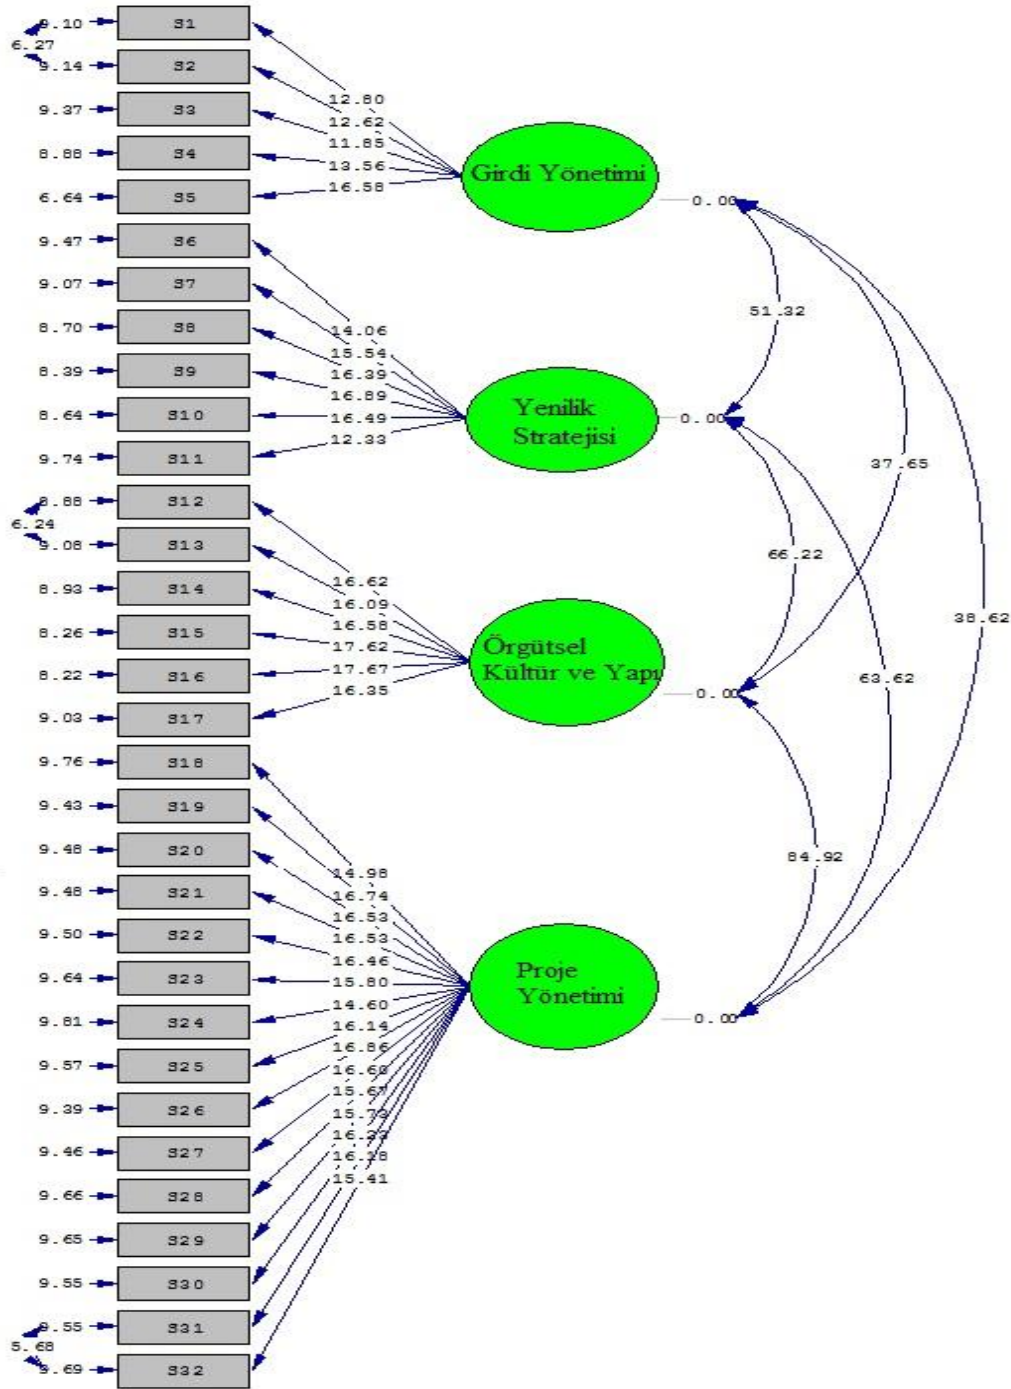 9.10 S1
6.27
9.14 S2
9.37 S3
8.88 S4
6.64 S5
12.80
12.62
11.85
13.56
16.58
Girdi Yönetimi
0.00
9.47 S6
9.07 S7
8.70 S8
8.39 S9
8.64 S10
9.74 S11
14.06
15.54
16.39
16.89
16.49
12.33
Yenilik
Stratejisi
0.00
51.32
37.65
8.88 S12
6.24
9.08 S13
8.93 S14
8.26 S15
8.22 S16
9.03 S17
16.62
16.09
16.58
17.62
17.67
16.35
Örgütsel
Kültür ve Yapı
0.00
66.22
38.62
63.62
9.76 S18
9.43 S19
9.48 S20
9.48 S21
9.50 S22
9.64 S23
9.81 S24
9.57 S25
9.39 S26
9.46 S27
9.66 S28
9.65 S29
9.55 S30
9.55 S31
5.68
9.69 S32
14.98
16.74
16.53
16.53
16.46
15.80
14.60
16.14
16.86
16.60
15.67
15.73
16.23
16.18
15.41
Proje
Yönetimi
0.00
84.92